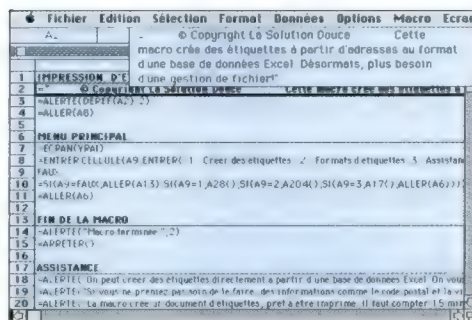 Fichier Edition Sélection Format Données Options Macro Ecran
A
© Copyright La Solution Douce Cette
macro crée des étiquettes à partir d'adresses au format
d'une base de données Excel. Désormais, plus besoin
d'une gestion de fichier!"
1 IMPRESSION D'E
2 =" © Copyright La Solution Douce Cette macro crée des étiquettes à
3 =ALERTE(DEREF(A2);2)
4 =ALLER(A8)
5
6 MENU PRINCIPAL
7 =ECRAN(VRAI)
8 =ENTRER.CELLULE(A9;ENTRER( 1. Créer des étiquettes 2. Formats d'étiquettes 3. Assistan
9 FAUX
10 =SI(A9=FAUX;ALLER(A13);SI(A9=1;A28();SI(A9=2;A204();SI(A9=3;A17();ALLER(A6)))))
11 =ALLER(A6)
12
13 FIN DE LA MACRO
14 =ALERTE("Macro terminée.";2)
15 =ARRETER()
16
17 ASSISTANCE
18 =ALERTE( On peut créer des étiquettes directement à partir d'une base de données Excel. On vous
19 =ALERTE("Si vous ne prenez pas soin de le faire, des informations comme le code postal et la vi
20 =ALERTE( La macro crée un document d'étiquettes, prêt à être imprimé. Il faut compter 15 min